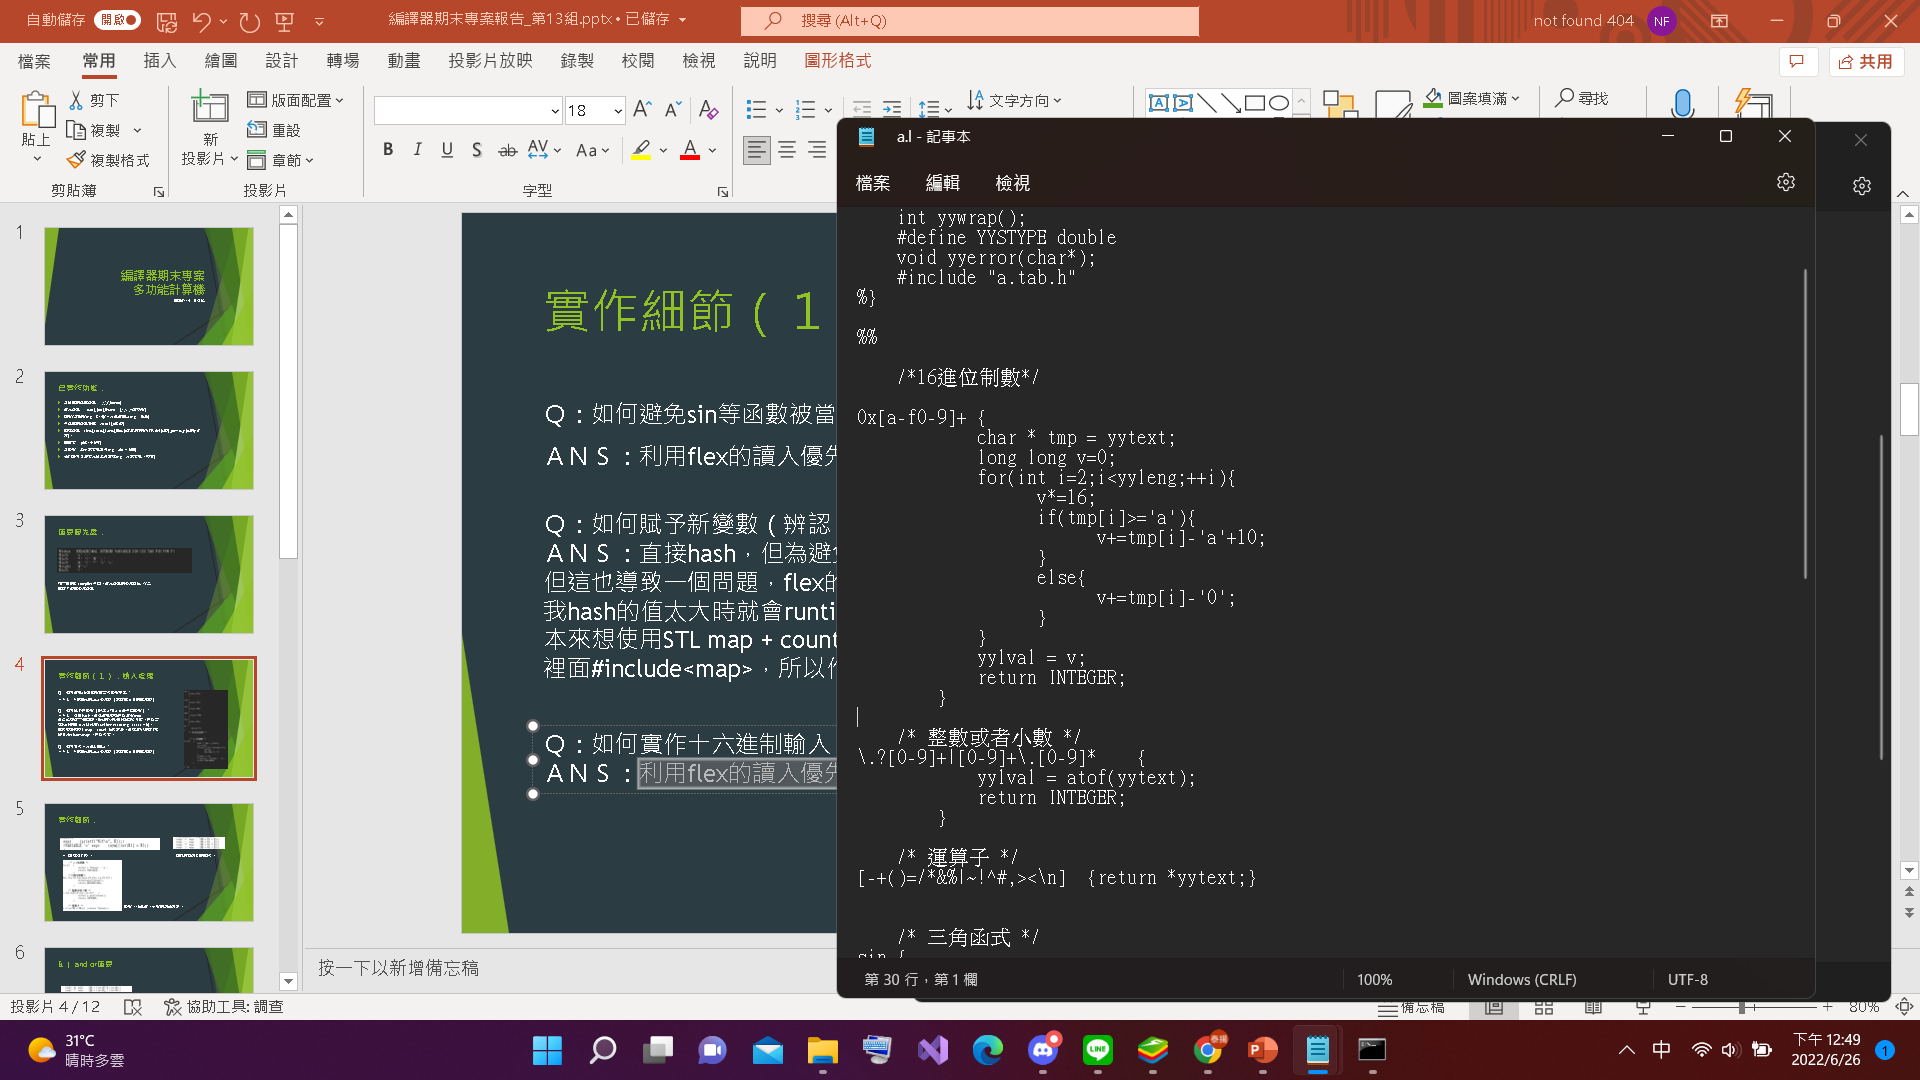 自動儲存 開啟
編譯器期末專案報告_第13組.pptx • 已儲存
搜尋 (Alt+Q)
not found 404
NF
檔案 常用 插入 繪圖 設計 轉場 動畫 投影片放映 錄製 校閱 檢視 說明 圖形格式
共用
貼上
剪下
複製
複製格式
剪貼簿
新
投影片
版面配置
重設
章節
投影片
18
B I U S ab AV Aa A
字型
文字方向
圖案填滿
尋找
1
編譯器期末專案
多功能計算機
2
3
4
5
6
實作細節（１
Q：如何避免sin等函數被當
ＡＮＳ：利用flex的讀入優先
Q：如何賦予新變數（辨認
ＡＮＳ：直接hash，但為避免
但這也導致一個問題，flex的
我hash的值太大時就會runti
本來想使用STL map + count
裡面#include<map>，所以作
Q：如何實作十六進制輸入
ＡＮＳ：利用flex的讀入優先
按一下以新增備忘稿
a.l - 記事本
檔案 編輯 檢視
int yywrap();
#define YYSTYPE double
void yyerror(char*);
#include "a.tab.h"
%}
%%
/*16進位制數*/
0x[a-f0-9]+ {
char * tmp = yytext;
long long v=0;
for(int i=2;i<yyleng;++i){
v*=16;
if(tmp[i]>='a'){
v+=tmp[i]-'a'+10;
}
else{
v+=tmp[i]-'0';
}
}
yylval = v;
return INTEGER;
}
/* 整數或者小數 */
\.?[0-9]+|[0-9]+\.[0-9]* {
yylval = atof(yytext);
return INTEGER;
}
/* 運算子 */
[-+()=/*&%|~!^#,><\n] {return *yytext;}
/* 三角函式 */
sin {
第 30 行，第 1 欄
100%
Windows (CRLF)
UTF-8
投影片 4 / 12
協助工具: 調查
備忘稿
80%
31°C
晴時多雲
中
下午 12:49
2022/6/26
1